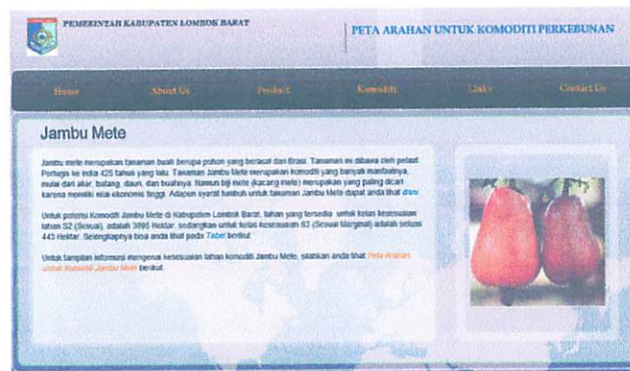 PEMERINTAH KABUPATEN LOMBOK BARAT
PETA ARAHAN UNTUK KOMODITI PERKEBUNAN
Home About Us Product Komoditi Links Contact Us
Jambu Mete
Jambu mete merupakan tanaman buah berupa pohon yang berasal dari Brasil. Tanaman ini dibawa oleh pelaut
Portugis ke India 425 tahun yang lalu. Tanaman Jambu Mete merupakan komoditi yang banyak manfaatnya,
mulai dari akar, batang, daun, dan buahnya. Namun biji mete (kacang mete) merupakan yang paling dicari
karena memiliki nilai ekonomis tinggi. Adapun syarat tumbuh untuk tanaman Jambu Mete dapat anda lihat
Untuk potensi Komoditi Jambu Mete di Kabupaten Lombok Barat, lahan yang tersedia untuk kelas kesesuaian
lahan S2 (Sesuai), adalah 3895 Hektar, sedangkan untuk kelas kesesuaian S3 (Sesuai Marginal) adalah seluas
443 Hektar. Selengkapnya bisa anda lihat pada Tabel berikut
Untuk tampilan informasi mengenai kesesuaian lahan komoditi Jambu Mete, silahkan anda lihat Peta Arahan
untuk Komoditi Jambu Mete berikut.